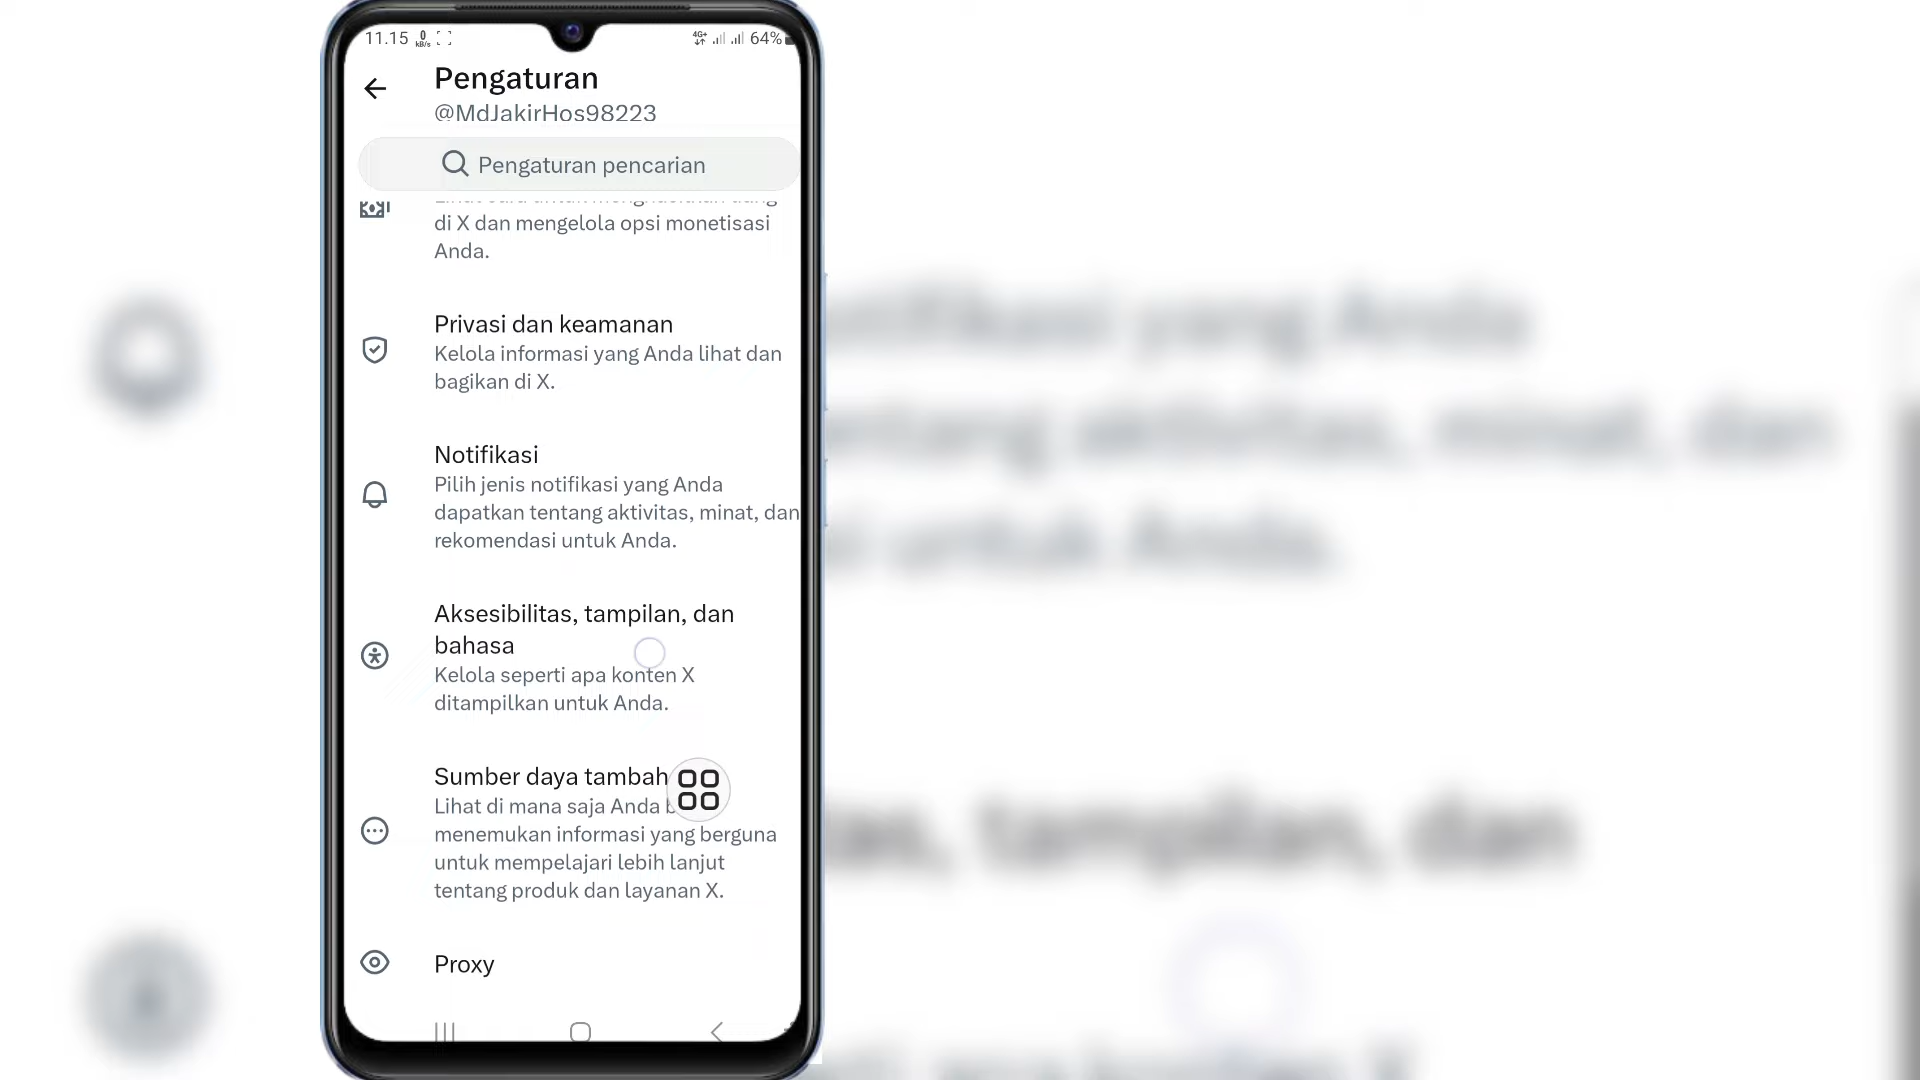 11.15 0 kB/s 4G+ 64%
Pengaturan
@MdJakirHos98223
Pengaturan pencarian
di X dan mengelola opsi monetisasi
Anda.
Privasi dan keamanan
Kelola informasi yang Anda lihat dan
bagikan di X.
Notifikasi
Pilih jenis notifikasi yang Anda
dapatkan tentang aktivitas, minat, dan
rekomendasi untuk Anda.
Aksesibilitas, tampilan, dan
bahasa
Kelola seperti apa konten X
ditampilkan untuk Anda.
Sumber daya tambah
Lihat di mana saja Anda b
menemukan informasi yang berguna
untuk mempelajari lebih lanjut
tentang produk dan layanan X.
Proxy